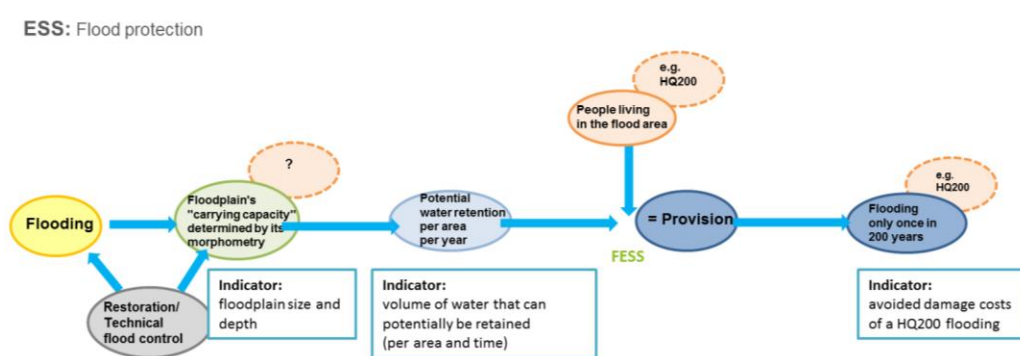 ESS: Flood protection
e.g.
HQ200
People living
in the flood area
?
e.g.
HQ200
Flooding
Floodplain's
"carrying capacity"
determined by its
morphometry
Potential
water retention
per area
per year
= Provision
Flooding
only once in
200 years
FESS
Restoration/
Technical
flood control
Indicator:
floodplain size and
depth
Indicator:
volume of water that can
potentially be retained
(per area and time)
Indicator:
avoided damage costs
of a HQ200 flooding